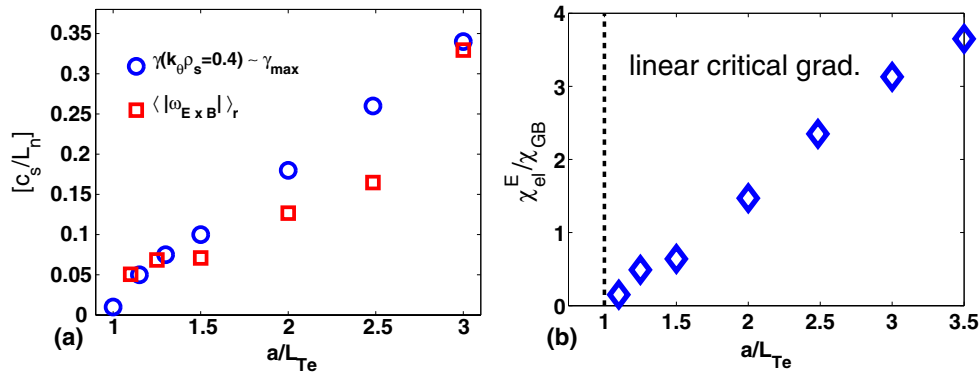 0.35
0.3
0.25
0.2
0.15
0.1
0.05
0
[c_s/L_n]
γ(k_θρ_s=0.4) ~ γ_max
⟨ |ω_{E x B}| ⟩_r
1 1.5 2 2.5 3
(a)
a/L_Te
4
3
2
1
0
χ_el^E/χ_GB
linear critical grad.
1 1.5 2 2.5 3 3.5
(b)
a/L_Te